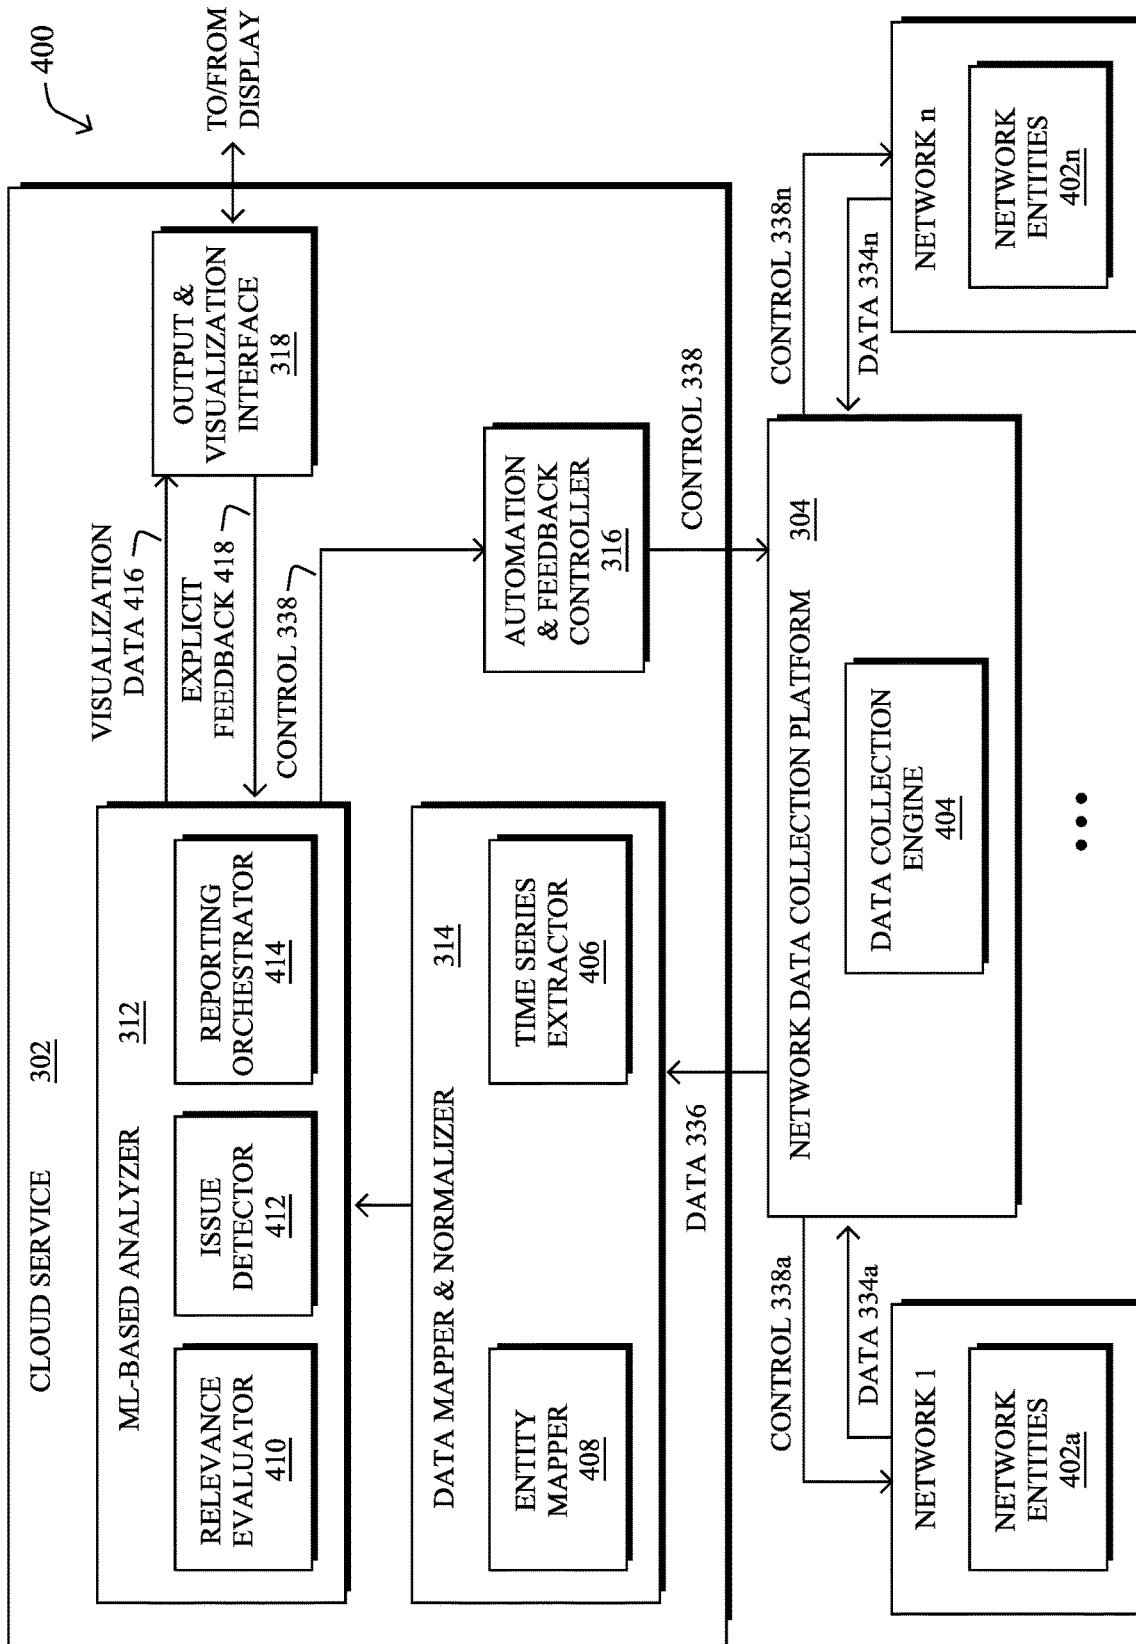 400
CLOUD SERVICE
302
TO/FROM
DISPLAY
ML-BASED ANALYZER
312
RELEVANCE
EVALUATOR
410
ISSUE
DETECTOR
412
REPORTING
ORCHESTRATOR
414
VISUALIZATION
DATA 416
EXPLICIT
FEEDBACK 418
CONTROL 338
OUTPUT &
VISUALIZATION
INTERFACE
318
DATA MAPPER & NORMALIZER
314
ENTITY
MAPPER
408
TIME SERIES
EXTRACTOR
406
AUTOMATION
& FEEDBACK
CONTROLLER
316
DATA 336
CONTROL 338
NETWORK DATA COLLECTION PLATFORM
304
DATA COLLECTION
ENGINE
404
CONTROL 338a
DATA 334a
CONTROL 338n
DATA 334n
NETWORK 1
NETWORK
ENTITIES
402a
NETWORK n
NETWORK
ENTITIES
402n